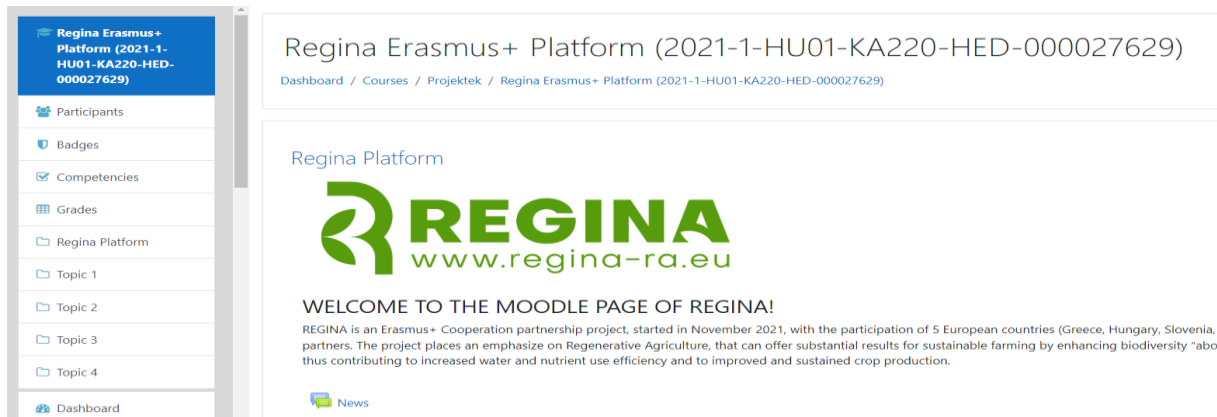 Regina Erasmus+
Platform (2021-1-
HU01-KA220-HED-
000027629)
Participants
Badges
Competencies
Grades
Regina Platform
Topic 1
Topic 2
Topic 3
Topic 4
Dashboard
Regina Erasmus+ Platform (2021-1-HU01-KA220-HED-000027629)
Dashboard / Courses / Projektek / Regina Erasmus+ Platform (2021-1-HU01-KA220-HED-000027629)
Regina Platform
REGINA
www.regina-ra.eu
WELCOME TO THE MOODLE PAGE OF REGINA!
REGINA is an Erasmus+ Cooperation partnership project, started in November 2021, with the participation of 5 European countries (Greece, Hungary, Slovenia,
partners. The project places an emphasize on Regenerative Agriculture, that can offer substantial results for sustainable farming by enhancing biodiversity "abo
thus contributing to increased water and nutrient use efficiency and to improved and sustained crop production.
News